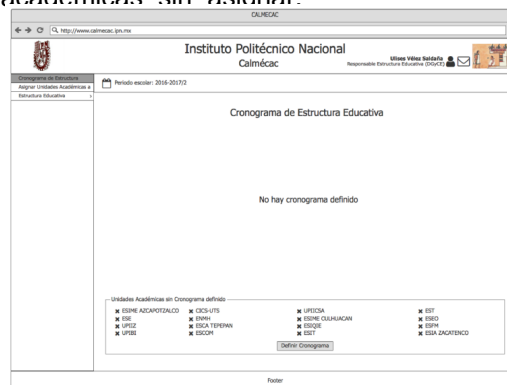 académicas sin asignar.
CALMECAC
http://www.calmecac.ipn.mx
Instituto Politécnico Nacional
Calmécac
Ulises Vélez Saldaña
Responsable Estructura Educativa (DGyCE)
Cronograma de Estructura
Asignar Unidades Académicas a
Estructura Educativa
Periodo escolar: 2016-2017/2
Cronograma de Estructura Educativa
No hay cronograma definido
Unidades Académicas sin Cronograma definido
ESIME AZCAPOTZALCO CICS-UTS UPIICSA EST
ESE ENMH ESIME CULHUACAN ESEO
UPIIZ ESCA TEPEPAN ESIQIE ESFM
UPIBI ESCOM ESIT ESIA ZACATENCO
Definir Cronograma
Footer